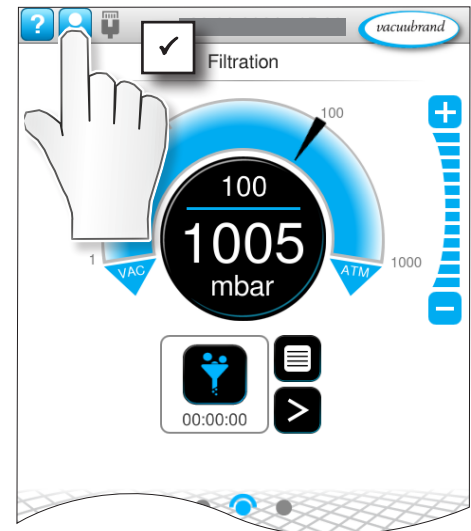 ?
✓
vacuubrand
Filtration
100
1
VAC
100
1005
mbar
ATM
1000
+
−
00:00:00
>